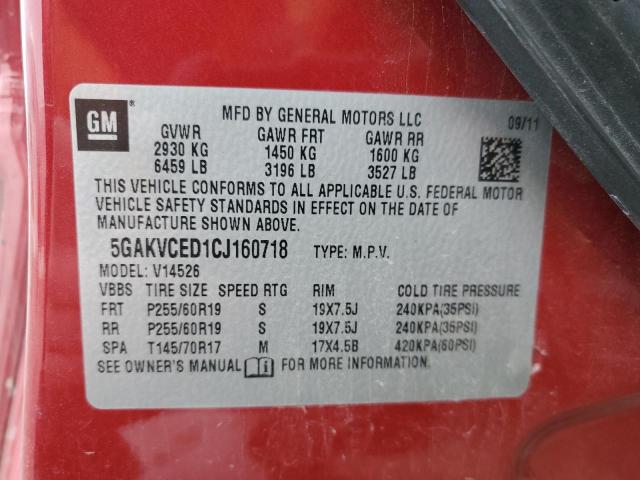 GM ®
MFD BY GENERAL MOTORS LLC 09/11
GVWR GAWR FRT GAWR RR
2930 KG 1450 KG 1600 KG
6459 LB 3196 LB 3527 LB
THIS VEHICLE CONFORMS TO ALL APPLICABLE U.S. FEDERAL MOTOR
VEHICLE SAFETY STANDARDS IN EFFECT ON THE DATE OF
MANUFACTURE SHOWN ABOVE.
5GAKVCED1CJ160718 TYPE: M.P.V.
MODEL: V14526
VBBS TIRE SIZE SPEED RTG RIM COLD TIRE PRESSURE
FRT P255/60R19 S 19X7.5J 240KPA(35PSI)
RR P255/60R19 S 19X7.5J 240KPA(35PSI)
SPA T145/70R17 M 17X4.5B 420KPA(60PSI)
SEE OWNER'S MANUAL FOR MORE INFORMATION.